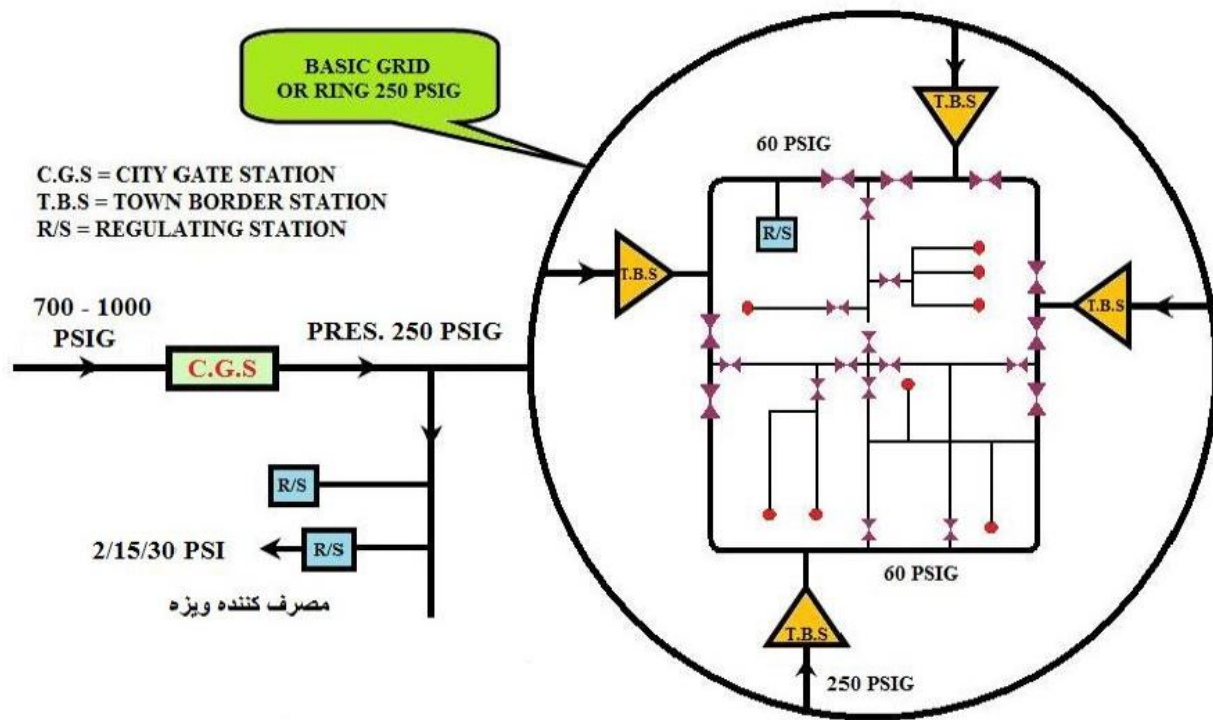 BASIC GRID
OR RING 250 PSIG
T.B.S
60 PSIG
C.G.S = CITY GATE STATION
T.B.S = TOWN BORDER STATION
R/S = REGULATING STATION
R/S
T.B.S
T.B.S
700 - 1000
PSIG
PRES. 250 PSIG
C.G.S
R/S
2/15/30 PSI
R/S
مصرف کننده ویزه
60 PSIG
T.B.S
250 PSIG